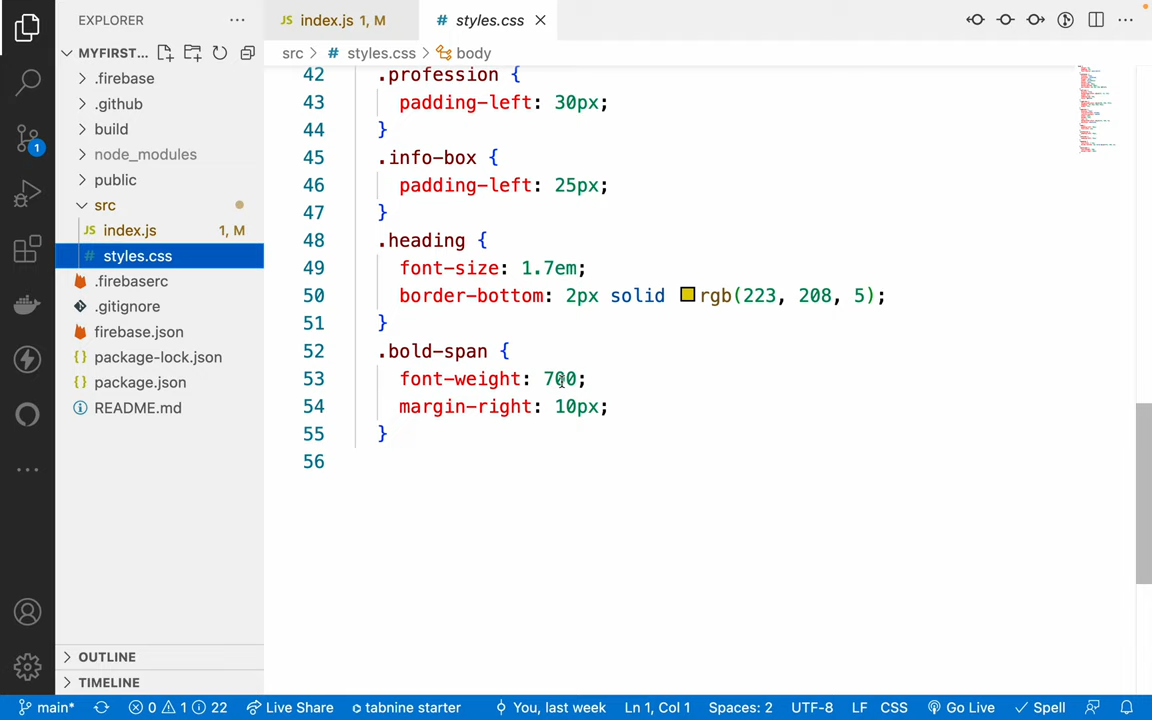 EXPLORER
index.js 1, M
# styles.css
src > # styles.css > body
MYFIRST...
.firebase
.github
build
node_modules
public
src
JS index.js 1, M
# styles.css
.firebaserc
.gitignore
firebase.json
{} package-lock.json
{} package.json
README.md
OUTLINE
TIMELINE
1
42 .profession {
43 padding-left: 30px;
44 }
45 .info-box {
46 padding-left: 25px;
47 }
48 .heading {
49 font-size: 1.7em;
50 border-bottom: 2px solid rgb(223, 208, 5);
51 }
52 .bold-span {
53 font-weight: 700;
54 margin-right: 10px;
55 }
56
main* 0 1 22 Live Share tabnine starter You, last week Ln 1, Col 1 Spaces: 2 UTF-8 LF CSS Go Live Spell